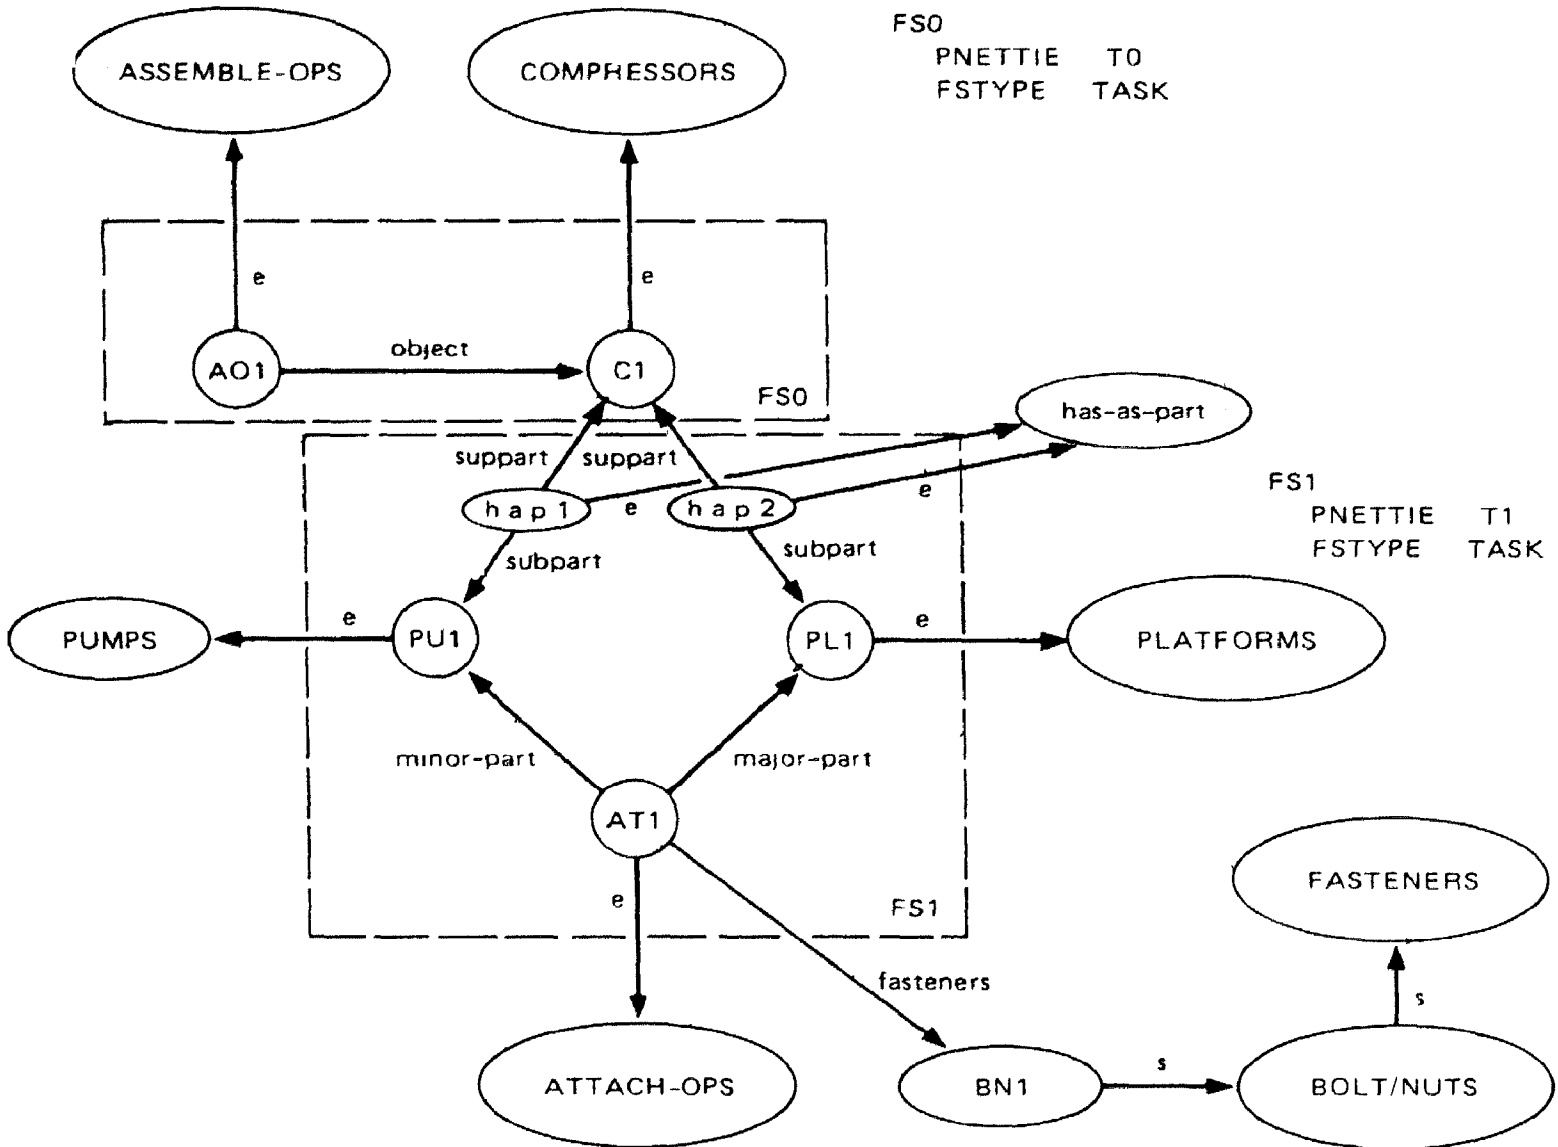 FS0
PNETTIE T0
FSTYPE TASK
ASSEMBLE-OPS
COMPRESSORS
e
e
AO1
object
C1
FS0
has-as-part
suppart
suppart
hap1
e
hap2
e
FS1
PNETTIE T1
FSTYPE TASK
subpart
subpart
PUMPS
e
PU1
PL1
e
PLATFORMS
minor-part
major-part
AT1
e
FS1
FASTENERS
fasteners
s
ATTACH-OPS
BN1
s
BOLT/NUTS